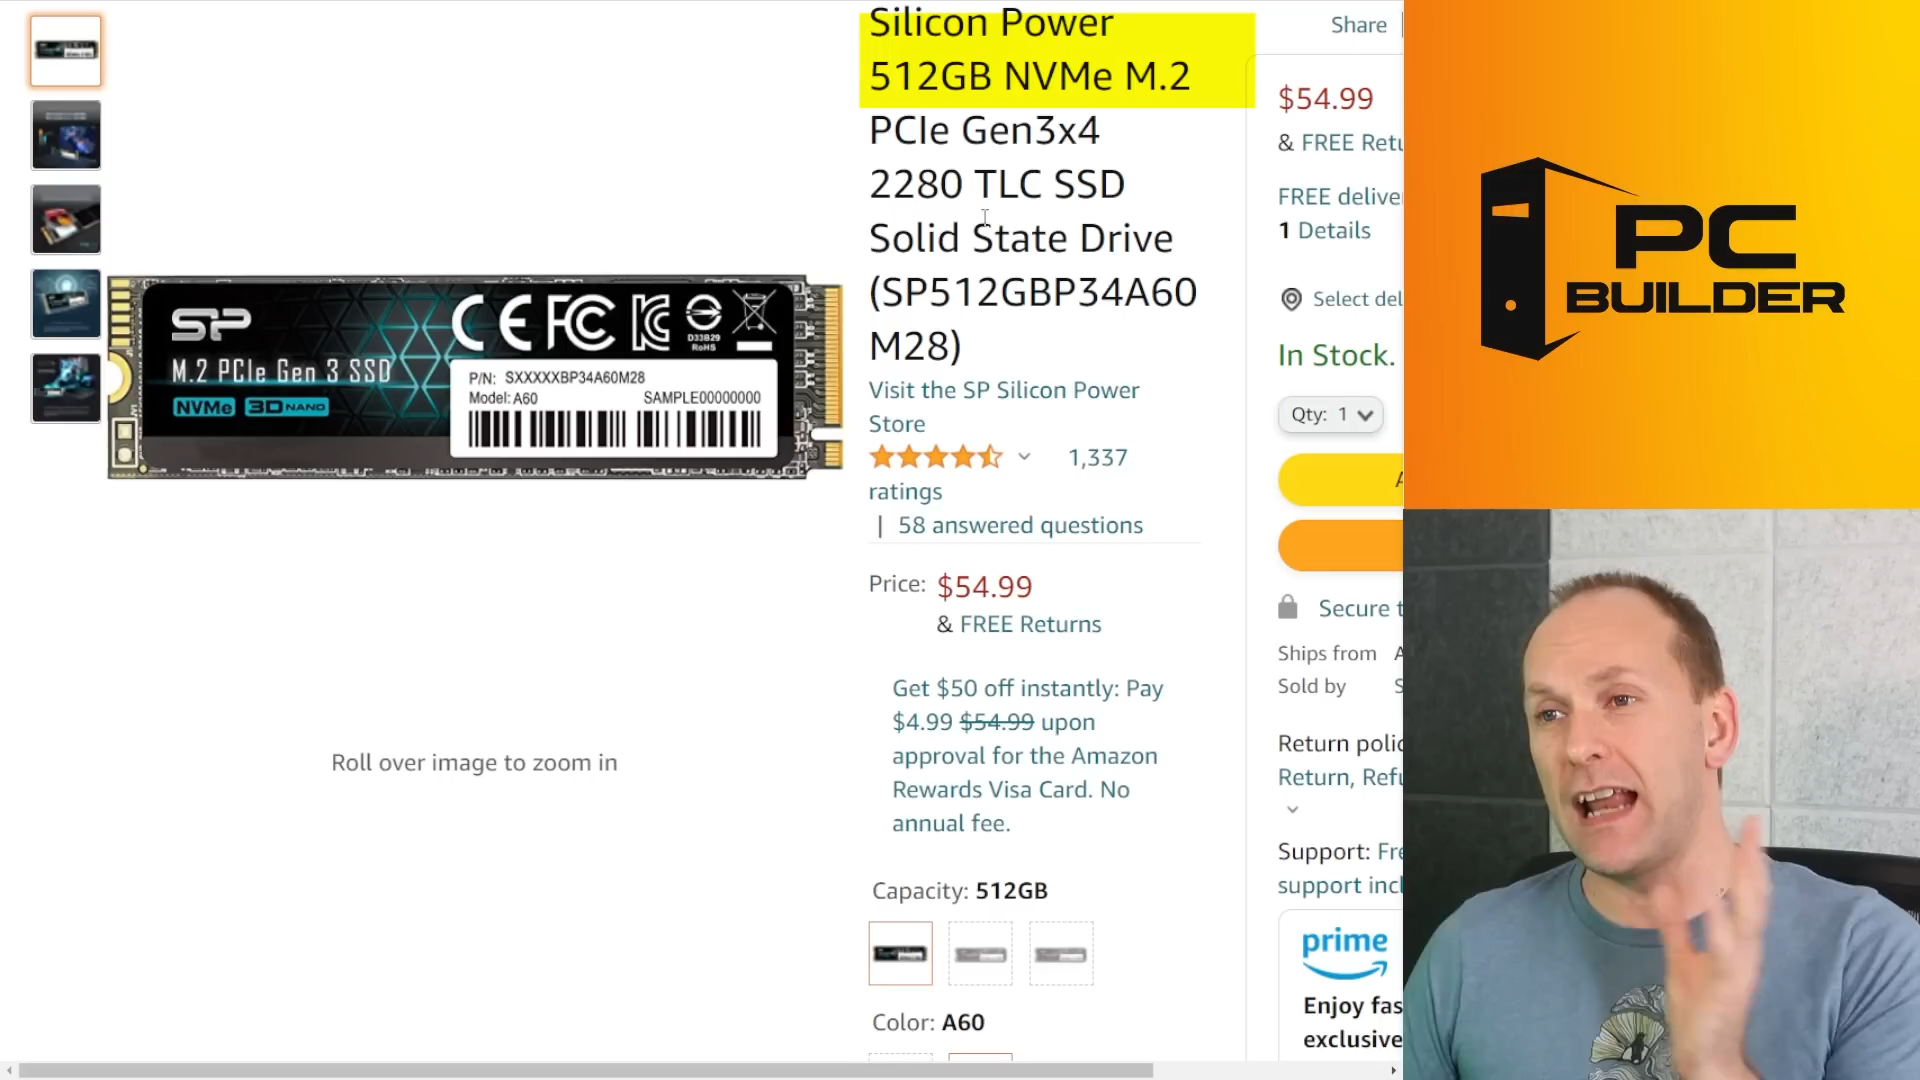 Silicon Power
512GB NVMe M.2
PCIe Gen3x4
2280 TLC SSD
Solid State Drive
(SP512GBP34A60
M28)
Visit the SP Silicon Power
Store
1,337
ratings
| 58 answered questions
Price: $54.99
& FREE Returns
Get $50 off instantly: Pay
$4.99 $54.99 upon
approval for the Amazon
Rewards Visa Card. No
annual fee.
Capacity: 512GB
Color: A60
SP
M.2 PCIe Gen 3 SSD
NVMe 3D NAND
CE FC KC
D33B29
RoHS
P/N: SXXXXXBP34A60M28
Model: A60 SAMPLE00000000
Roll over image to zoom in
Share
$54.99
& FREE Retu
FREE delive
1 Details
Select del
In Stock.
Qty: 1
Secure t
Ships from A
Sold by S
Return polic
Return, Refu
Support: Fre
support incl
prime
Enjoy fas
exclusive
PC
BUILDER